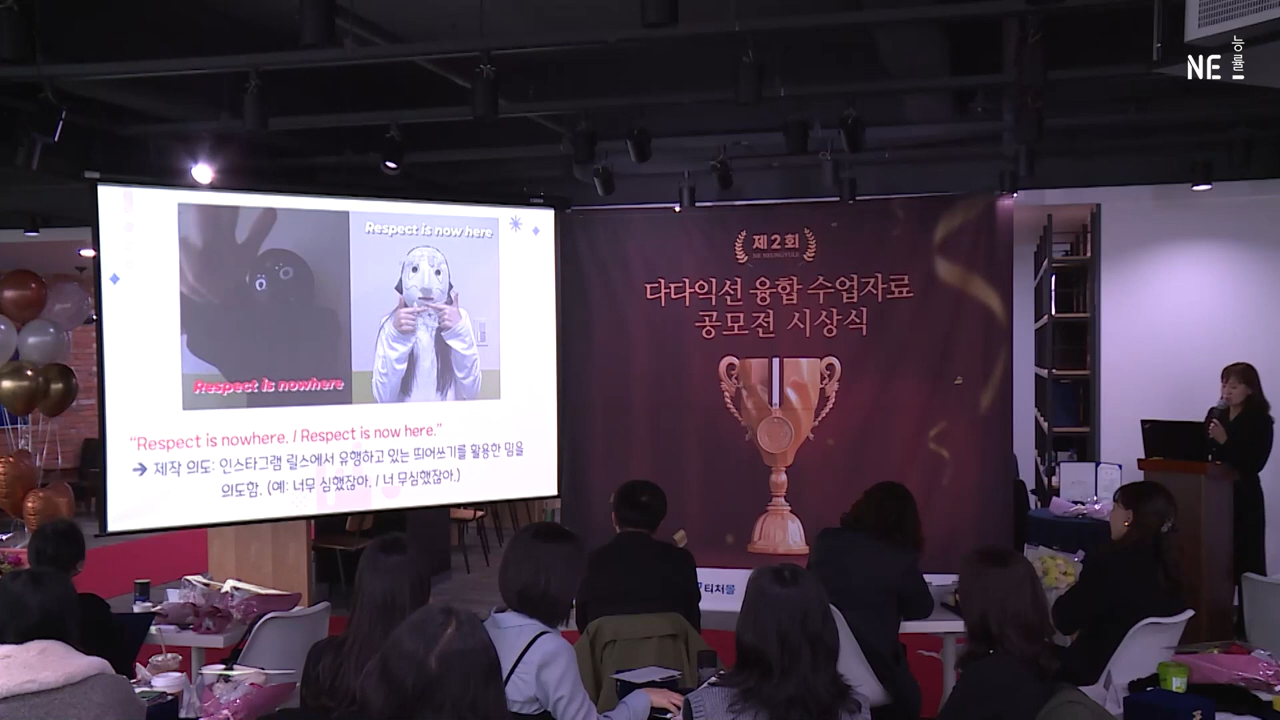 NE 능률
Respect is now here
Respect is nowhere
“Respect is nowhere. / Respect is now here.”
➔ 제작 의도: 인스타그램 릴스에서 유행하고 있는 띄어쓰기를 활용한 밈을
의도함. (예: 너무 심했잖아. / 너 무심했잖아.)
제2회
NE NEUNGYULE
다다익선 융합 수업자료
공모전 시상식
티처몰